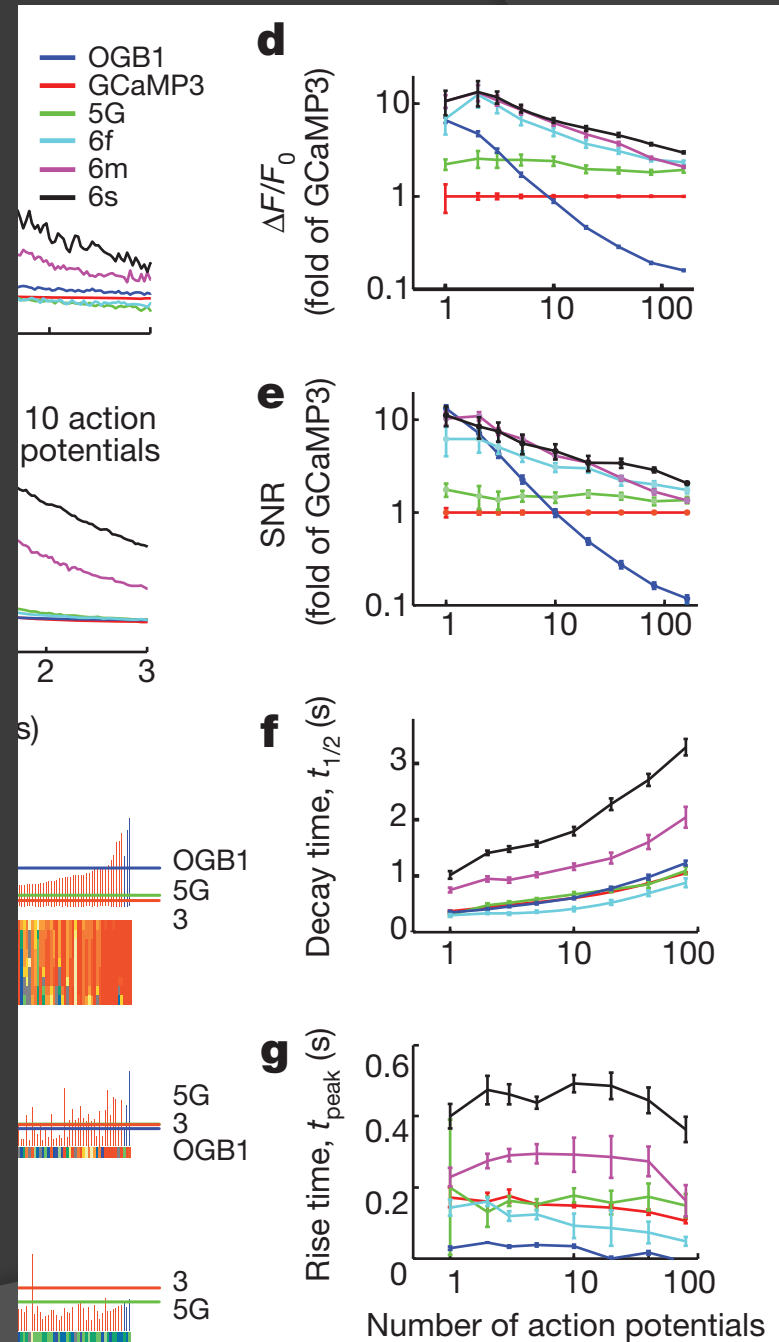 OGB1
GCaMP3
5G
6f
6m
6s
10 action
potentials
2 3
s)
OGB1
5G
3
5G
3
OGB1
3
5G
d
ΔF/F0
(fold of GCaMP3)
10
1
0.1
1 10 100
e
SNR
(fold of GCaMP3)
10
1
0.1
1 10 100
f
Decay time, t1/2 (s)
3
2
1
0
1 10 100
g
Rise time, tpeak (s)
0.6
0.4
0.2
0
1 10 100
Number of action potentials